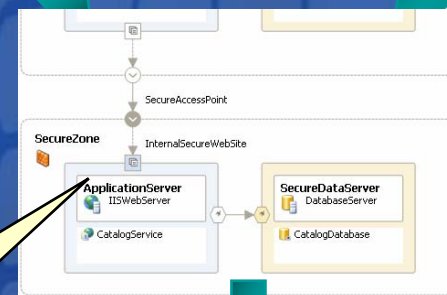 SecureAccessPoint
SecureZone
InternalSecureWebSite
ApplicationServer
IISWebServer
CatalogService
SecureDataServer
DatabaseServer
CatalogDatabase